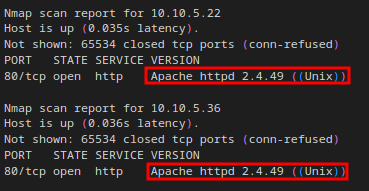 Nmap scan report for 10.10.5.22
Host is up (0.035s latency).
Not shown: 65534 closed tcp ports (conn-refused)
PORT   STATE SERVICE VERSION
80/tcp open  http    Apache httpd 2.4.49 ((Unix))
Nmap scan report for 10.10.5.36
Host is up (0.036s latency).
Not shown: 65534 closed tcp ports (conn-refused)
PORT   STATE SERVICE VERSION
80/tcp open  http    Apache httpd 2.4.49 ((Unix))